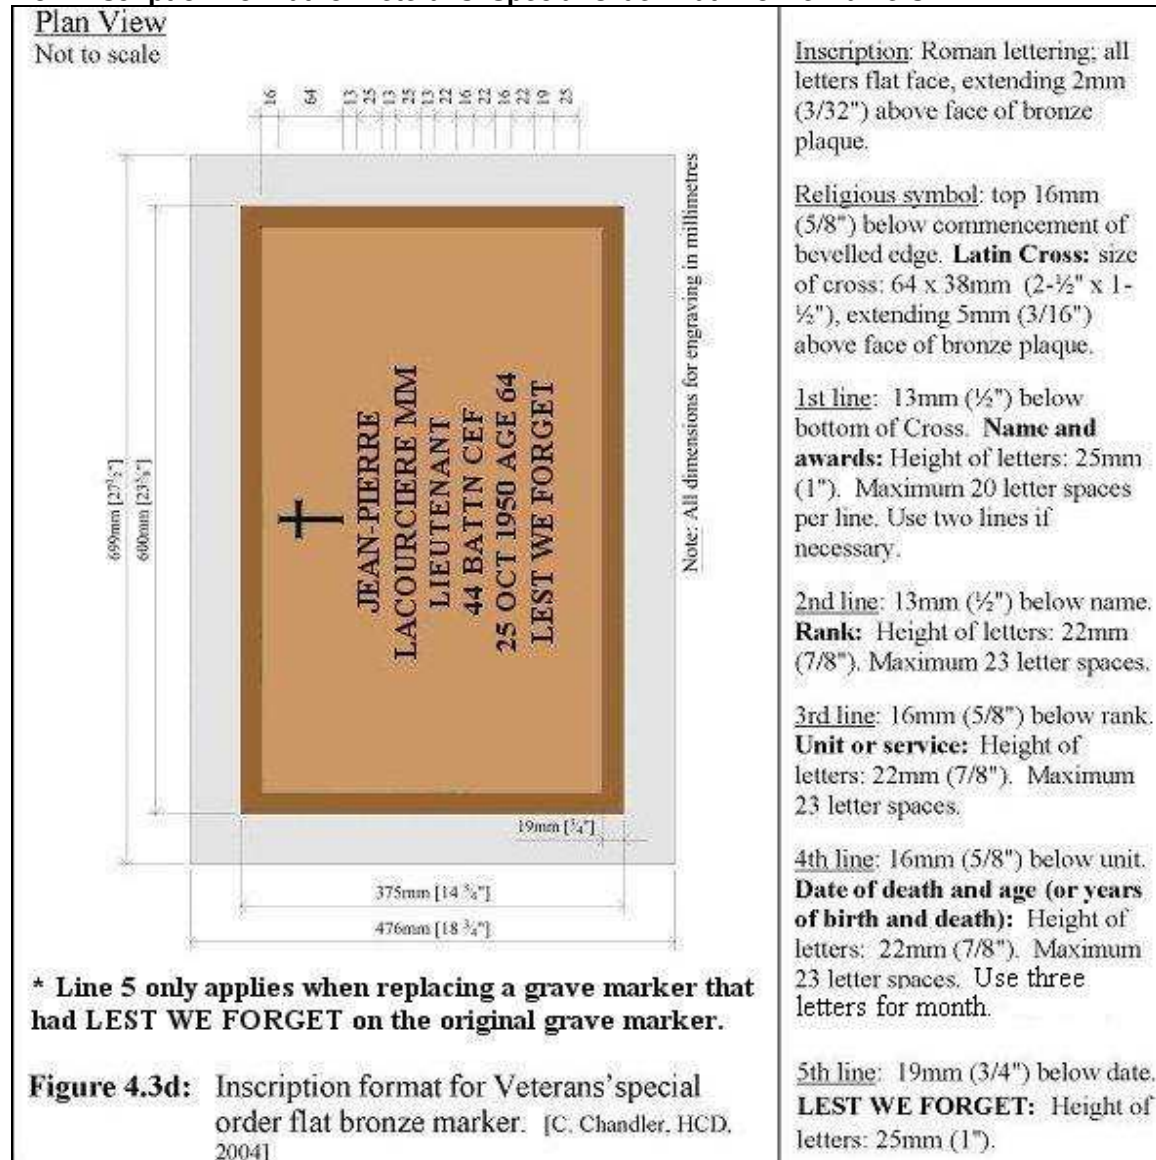 Plan View
Not to scale
16 64 13 25 13 25 13 22 16 22 16 22 19 25
Note: All dimensions for engraving in millimetres
699mm [27½"]
600mm [23⅝"]
JEAN-PIERRE
LACOURCIERE MM
LIEUTENANT
44 BATTN CEF
25 OCT 1950 AGE 64
LEST WE FORGET
19mm [¾"]
375mm [14 ¾"]
476mm [18 ¾"]
* Line 5 only applies when replacing a grave marker that
had LEST WE FORGET on the original grave marker.
Figure 4.3d: Inscription format for Veterans' special
order flat bronze marker. [C. Chandler, HCD,
2004]
Inscription: Roman lettering; all
letters flat face, extending 2mm
(3/32") above face of bronze
plaque.
Religious symbol: top 16mm
(5/8") below commencement of
bevelled edge. Latin Cross: size
of cross: 64 x 38mm (2-½" x 1-
½"), extending 5mm (3/16")
above face of bronze plaque.
1st line: 13mm (½") below
bottom of Cross. Name and
awards: Height of letters: 25mm
(1"). Maximum 20 letter spaces
per line. Use two lines if
necessary.
2nd line: 13mm (½") below name.
Rank: Height of letters: 22mm
(7/8"). Maximum 23 letter spaces.
3rd line: 16mm (5/8") below rank.
Unit or service: Height of
letters: 22mm (7/8"). Maximum
23 letter spaces.
4th line: 16mm (5/8") below unit.
Date of death and age (or years
of birth and death): Height of
letters: 22mm (7/8"). Maximum
23 letter spaces. Use three
letters for month.
5th line: 19mm (3/4") below date.
LEST WE FORGET: Height of
letters: 25mm (1").